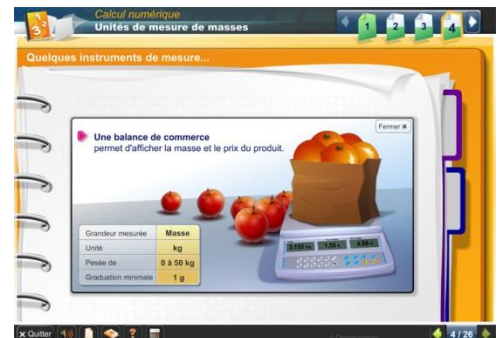 Calcul numérique
Unités de mesure de masses
1 2 3 4
Quelques instruments de mesure...
Fermer X
Une balance de commerce
permet d'afficher la masse et le prix du produit.
Grandeur mesurée Masse
Unité kg
Pesée de 0 à 50 kg
Graduation minimale 1 g
x Quitter
?
4 / 26